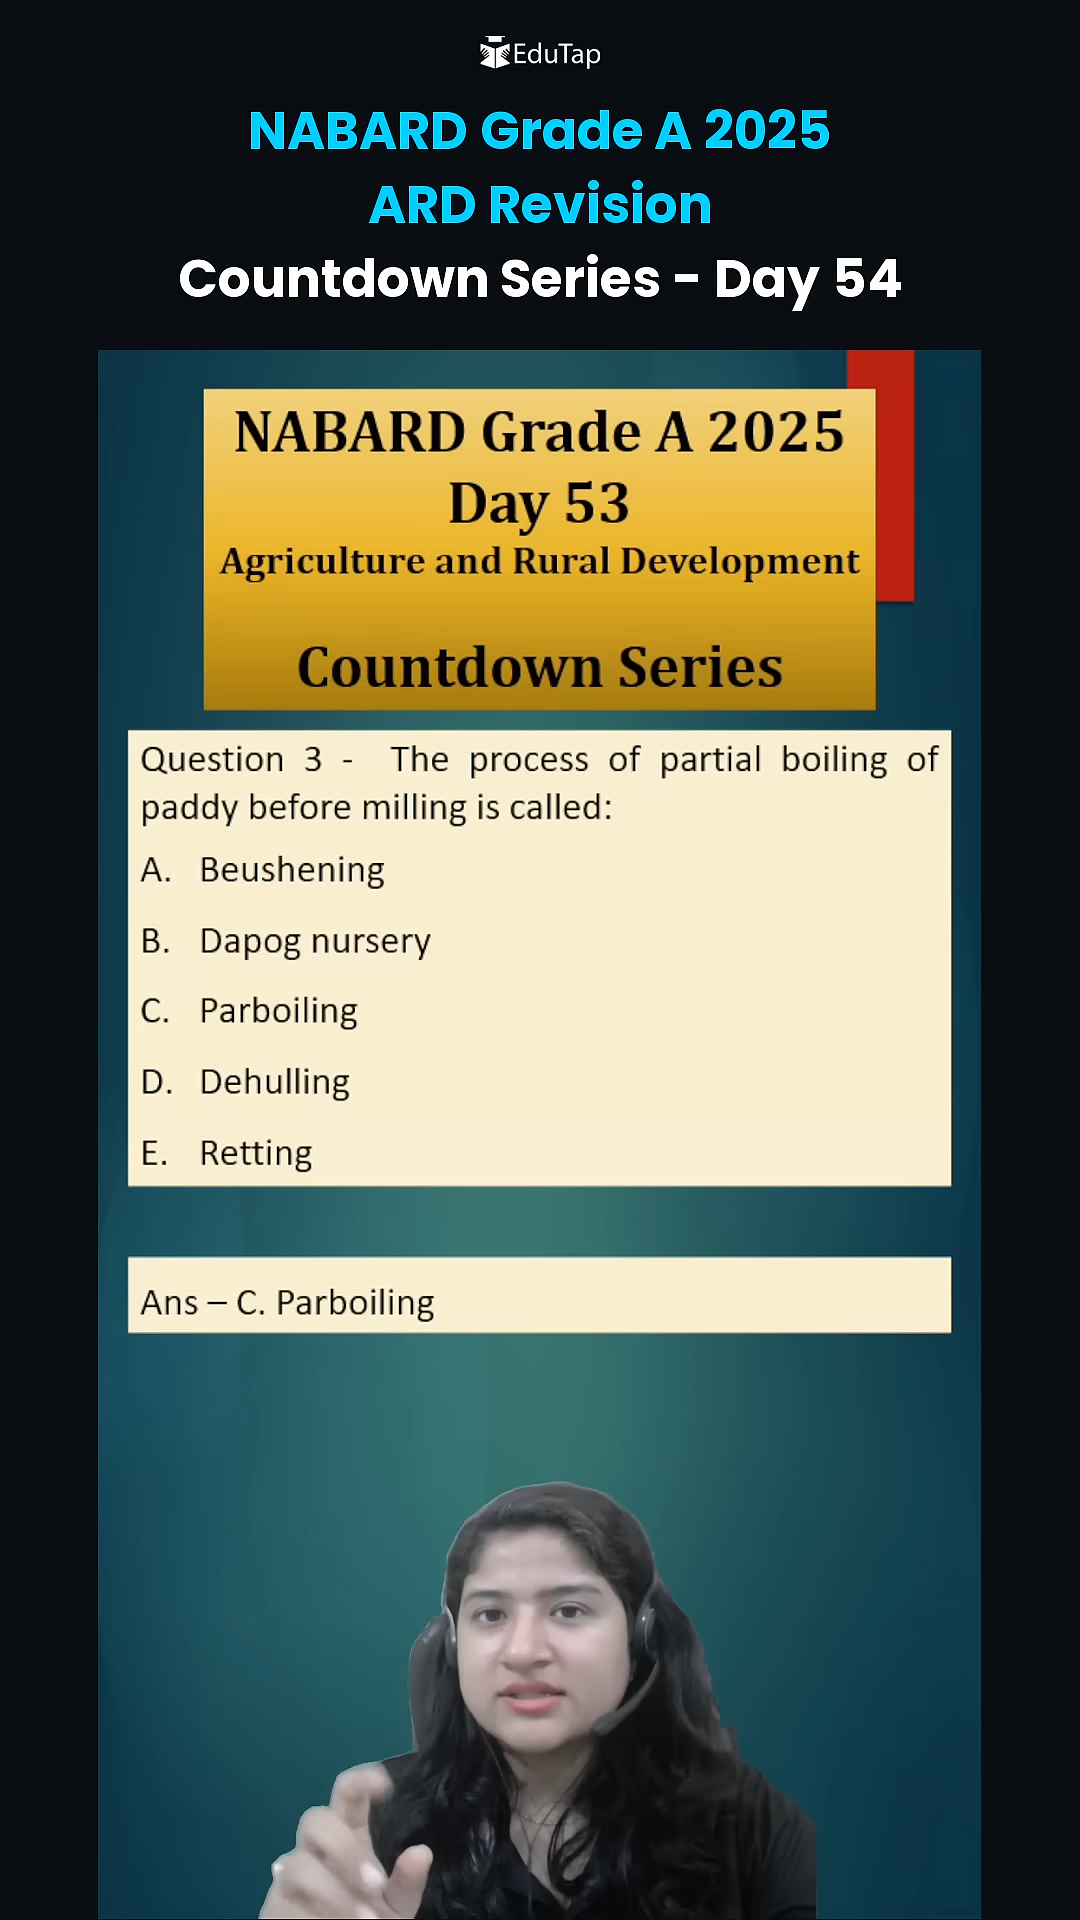 EduTap
NABARD Grade A 2025
ARD Revision
Countdown Series - Day 54
NABARD Grade A 2025
Day 53
Agriculture and Rural Development
Countdown Series
Question 3 - The process of partial boiling of
paddy before milling is called:
A. Beushening
B. Dapog nursery
C. Parboiling
D. Dehulling
E. Retting
Ans – C. Parboiling